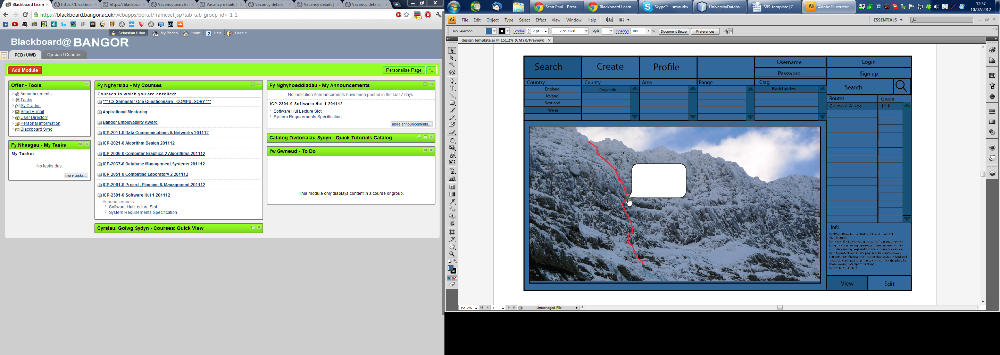 Blackboard Learn
https://blackboa
https://blackboa
Vacancy search r
Vacancy details |
Vacancy details |
Vacancy details |
Vacancy details |
https://blackboard.bangor.ac.uk/webapps/portal/frameset.jsp?tab_tab_group_id=_1_1
ABP
23
Sebastian Hilton
My Places
Home
Help
Logout
Blackboard@BANGOR
PCB / UWB
Cyrsiau / Courses
Add Module
Personalise Page
Offer - Tools
Announcements
Tasks
My Grades
Send E-mail
User Directory
Personal Information
Blackboard Sync
Fy Nhasgau - My Tasks
My Tasks:
No tasks due.
more tasks...
Fy Nghyrsiau - My Courses
Courses in which you are enrolled:
*** CS Semester One Questionnaire - COMPULSORY ***
Aspirational Mentoring
Bangor Employability Award
ICP-2011-0 Data Communications & Networks 201112
ICP-2021-0 Algorithm Design 201112
ICP-2036-0 Computer Graphics 2 Algorithms 201112
ICP-2037-0 Database Management Systems 201112
ICP-2051-0 Computing Laboratory 2 201112
ICP-2061-0 Project, Planning & Management 201112
ICP-2301-0 Software Hut 1 201112
Announcements:
Software Hut Lecture Slot
System Requirements Specification
Cyrsiau: Golwg Sydyn - Courses: Quick View
Fy Nghyhoeddiadau - My Announcements
No Institution Announcements have been posted in the last 7 days.
ICP-2301-0 Software Hut 1 201112
Software Hut Lecture Slot
System Requirements Specification
more announcements...
Catalog Tiwtorialau Sydyn - Quick Tutorials Catalog
I'w Gwneud - To Do
This module only displays content in a course or group.
Sean Paul - Press...
Blackboard Learn...
Skype™ - smouthx
UniversityDatabs...
SRS-template [C...
Adobe Illustrator...
12:57
10/02/2012
Ai
File Edit Object Type Select Effect View Window Help
Br
ESSENTIALS
No Selection
Stroke: 2 pt
2 pt. Oval
Style:
Opacity: 100 %
Document Setup
Preferences
design template.ai @ 151.2% (CMYK/Preview)
Search
Create
Profile
Username
Password
Login
Sign up
Country
County
Area
Range
Crag
England
Ireland
Scotland
Wales
Gwynedd
Black Ladders
Search
Routes
Grade
Eastern Arete
II/III
Info
Crag features
Remote cliff with tedious approaches from any direction
Long mountaineering type routes. Climbers may wish to
consider carrying pegs and hammers - some stances are
hard to protect, and in-situ pegs may have rusted away
Difficult route-finding, and descent almost always hard and
eventful. North facing, almost always wet. Not the place for
those seeking safe 'sport' climbing.
Routes to 250 metres
View
Edit
151.2%
1
Unmanaged File